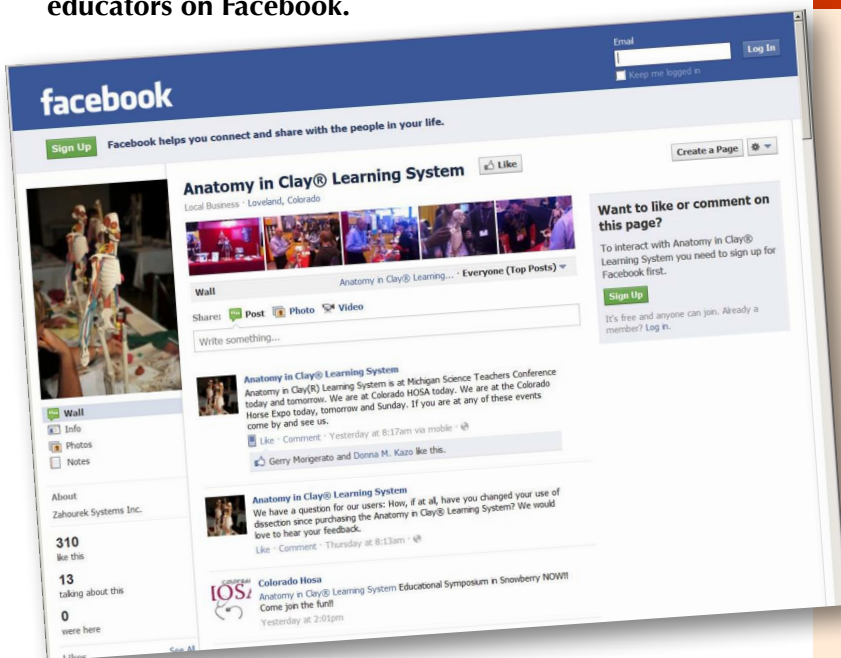 educators on Facebook.
facebook
Email
Log In
Keep me logged in
Sign Up
Facebook helps you connect and share with the people in your life.
Anatomy in Clay® Learning System
Like
Local Business · Loveland, Colorado
Create a Page
Want to like or comment on
this page?
To interact with Anatomy in Clay®
Learning System you need to sign up for
Facebook first.
Sign Up
It's free and anyone can join. Already a
member? Log in.
Wall
Anatomy in Clay® Learning... · Everyone (Top Posts)
Share: Post Photo Video
Write something...
Anatomy in Clay® Learning System
Anatomy in Clay(R) Learning System is at Michigan Science Teachers Conference
today and tomorrow. We are at Colorado HOSA today. We are at the Colorado
Horse Expo today, tomorrow and Sunday. If you are at any of these events
come by and see us.
Like · Comment · Yesterday at 8:17am via mobile ·
Gerry Morigerato and Donna M. Kazo like this.
Anatomy in Clay® Learning System
We have a question for our users: How, if at all, have you changed your use of
dissection since purchasing the Anatomy in Clay® Learning System? We would
love to hear your feedback.
Like · Comment · Thursday at 8:13am ·
Colorado Hosa
Anatomy in Clay® Learning System Educational Symposium in Snowberry NOW!!
Come join the fun!!
Yesterday at 2:01pm
Wall
Info
Photos
Notes
About
Zahourek Systems Inc.
310
like this
13
talking about this
0
were here
Likes
See All